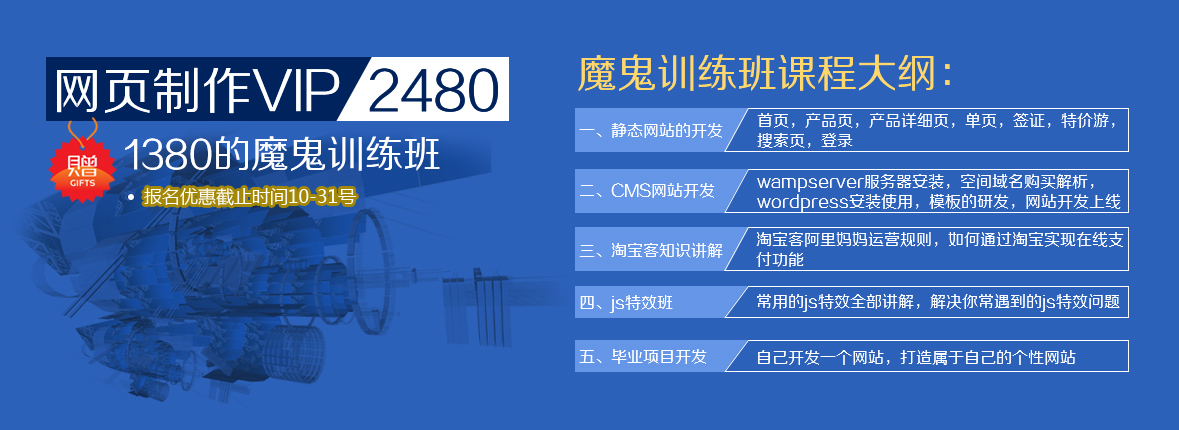 网页制作VIP 2480
赠
GIFTS
1380的魔鬼训练班
• 报名优惠截止时间10-31号
魔鬼训练班课程大纲：
一、静态网站的开发
首页，产品页，产品详细页，单页，签证，特价游，
搜索页，登录
二、CMS网站开发
wampserver服务器安装，空间域名购买解析，
wordpress安装使用，模板的研发，网站开发上线
三、淘宝客知识讲解
淘宝客阿里妈妈运营规则，如何通过淘宝实现在线支
付功能
四、js特效班
常用的js特效全部讲解，解决你常遇到的js特效问题
五、毕业项目开发
自己开发一个网站，打造属于自己的个性网站